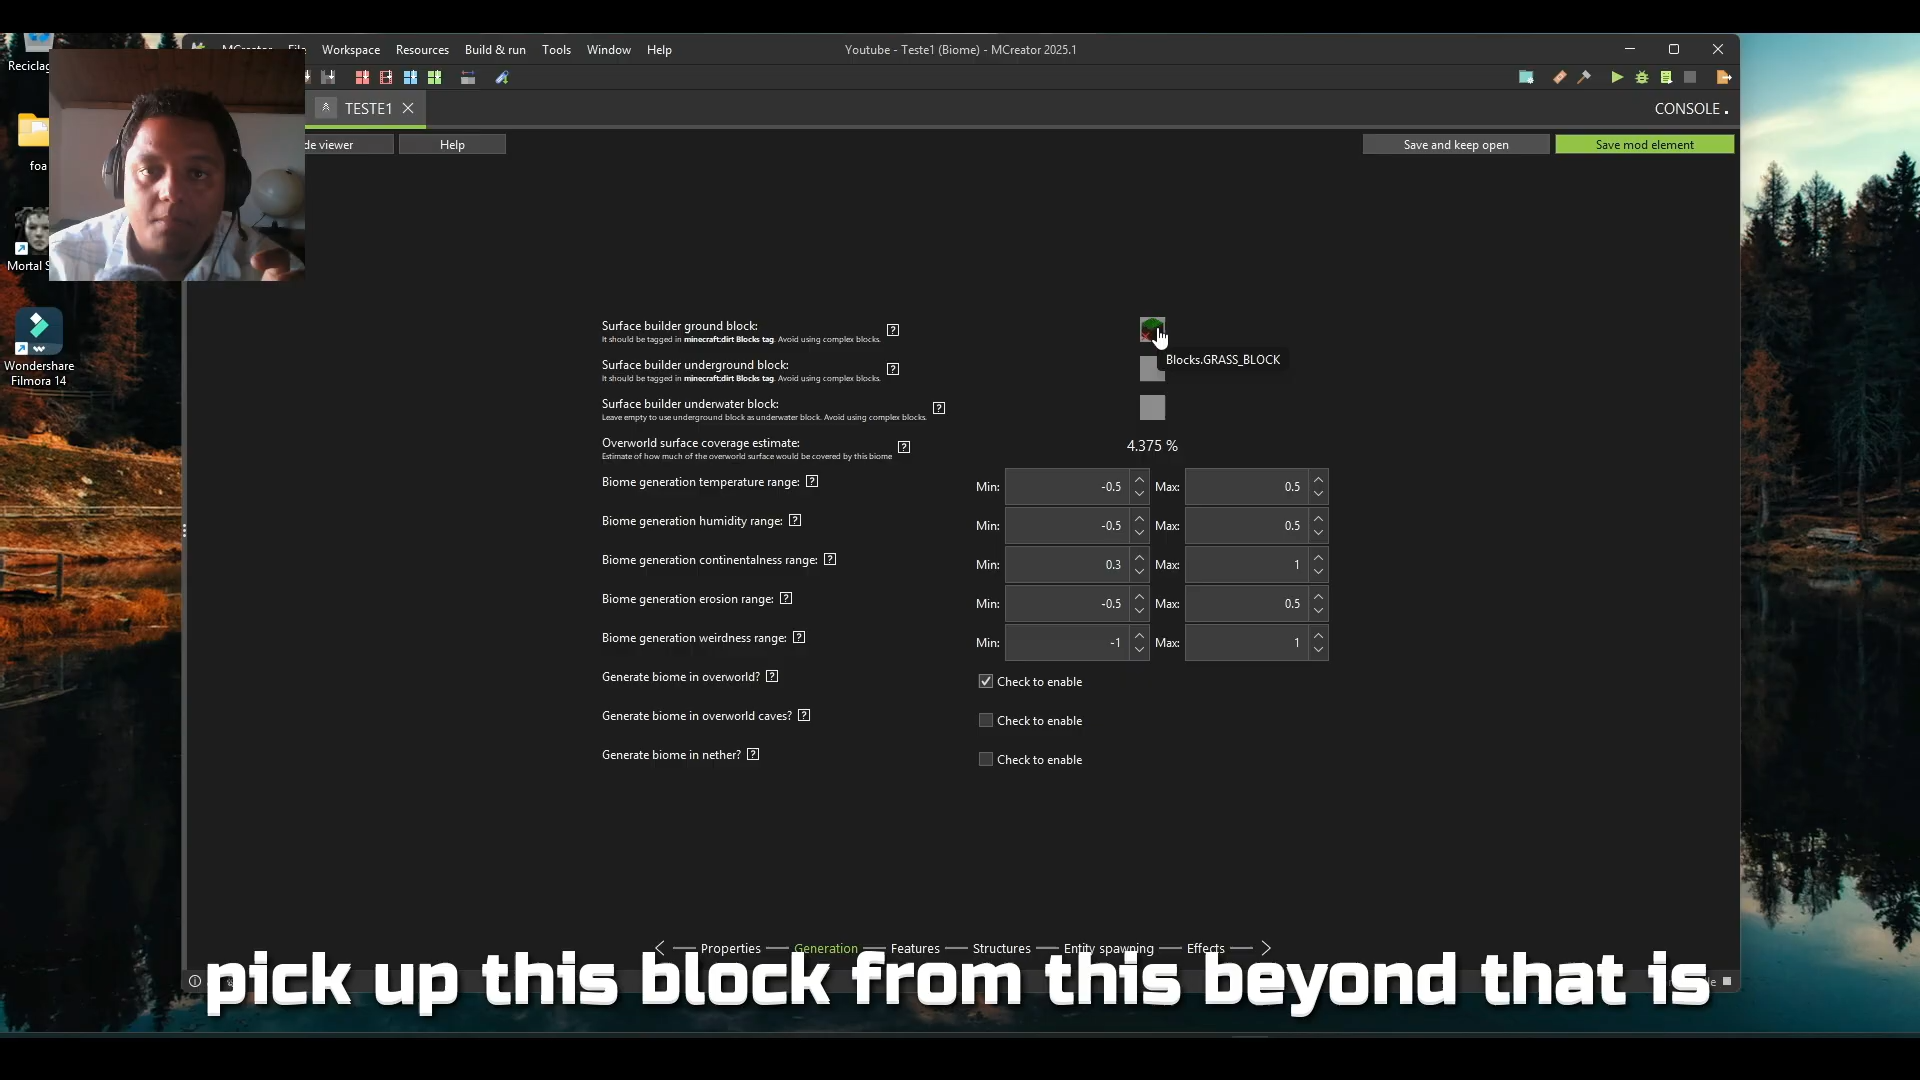 Reciclag
MCreator File Workspace Resources Build & run Tools Window Help
Youtube - Teste1 (Biome) - MCreator 2025.1
TESTE1
CONSOLE
de viewer
Help
Save and keep open
Save mod element
foa
Mortal S
Wondershare
Filmora 14
Surface builder ground block:
It should be tagged in minecraft:dirt Blocks tag. Avoid using complex blocks.
Blocks.GRASS_BLOCK
Surface builder underground block:
It should be tagged in minecraft:dirt Blocks tag. Avoid using complex blocks.
Surface builder underwater block:
Leave empty to use underground block as underwater block. Avoid using complex blocks.
Overworld surface coverage estimate:
Estimate of how much of the overworld surface would be covered by this biome
4.375 %
Biome generation temperature range: Min: -0.5 Max: 0.5
Biome generation humidity range: Min: -0.5 Max: 0.5
Biome generation continentalness range: Min: 0.3 Max: 1
Biome generation erosion range: Min: -0.5 Max: 0.5
Biome generation weirdness range: Min: -1 Max: 1
Generate biome in overworld? Check to enable
Generate biome in overworld caves? Check to enable
Generate biome in nether? Check to enable
Properties Generation Features Structures Entity spawning Effects
pick up this block from this beyond that is